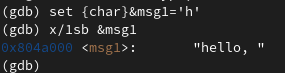 (gdb) set {char}&msg1='h'
(gdb) x/1sb &msg1
0x804a000 <msg1>:        "hello, "
(gdb)